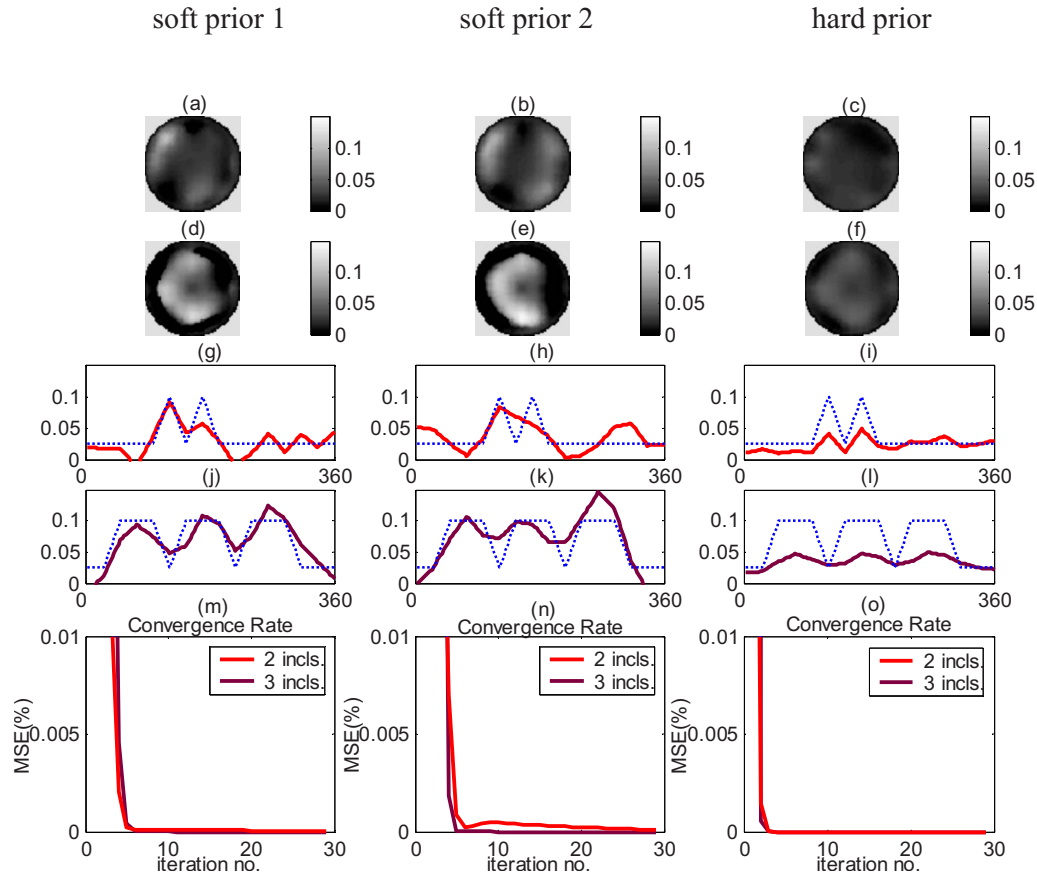 soft prior 1 soft prior 2 hard prior
(a) (b) (c)
0.1 0.1 0.1
0.05 0.05 0.05
0 0 0
(d) (e) (f)
0.1 0.1 0.1
0.05 0.05 0.05
0 0 0
(g) (h) (i)
0.1 0.1 0.1
0.05 0.05 0.05
0 0 0
0 360 0 360 0 360
(j) (k) (l)
0.1 0.1 0.1
0.05 0.05 0.05
0 0 0
0 360 0 360 0 360
(m) (n) (o)
Convergence Rate Convergence Rate Convergence Rate
0.01 0.01 0.01
2 incls. 2 incls. 2 incls.
3 incls. 3 incls. 3 incls.
MSE(%) MSE(%) MSE(%)
0.005 0.005 0.005
0 0 0
0 10 20 30 0 10 20 30 0 10 20 30
iteration no. iteration no. iteration no.